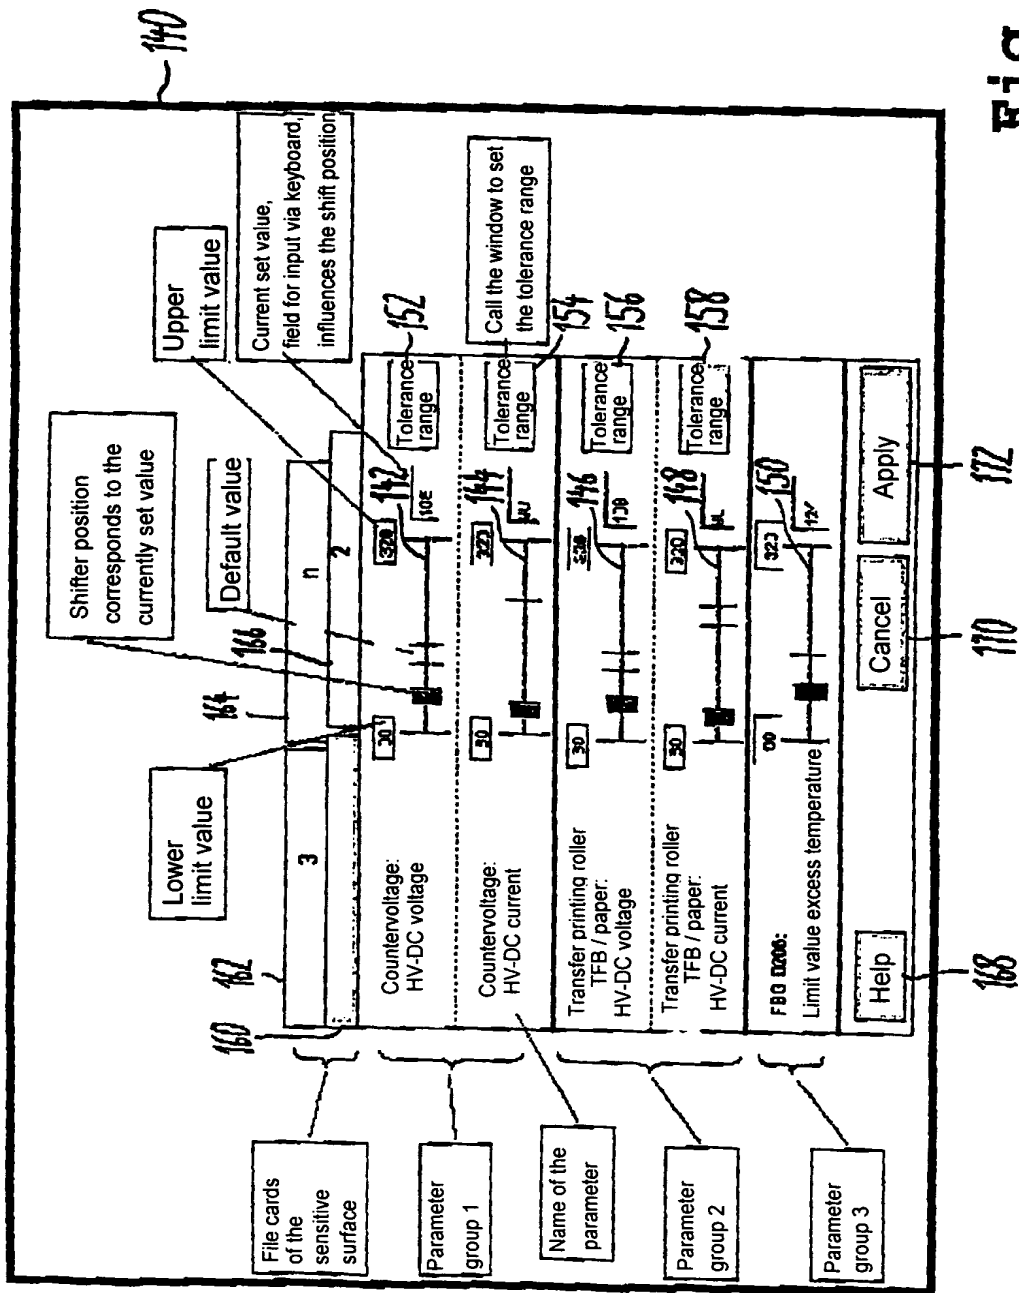 140
Fig
Upper
limit value
Current set value,
field for input via keyboard,
influences the shift position
Shifter position
corresponds to the
currently set value
Default value
Lower
limit value
Call the window to set
the tolerance range
File cards
of the
sensitive
surface
Parameter
group 1
Name of the
parameter
Parameter
group 2
Parameter
group 3
160
162
164
166
3
n
2
Countervoltage:
HV-DC voltage
142
Tolerance
range
152
Countervoltage:
HV-DC current
320
144
Tolerance
range
154
Transfer printing roller
TFB / paper:
HV-DC voltage
30
146
Tolerance
range
156
Transfer printing roller
TFB / paper:
HV-DC current
320
148
Tolerance
range
158
Limit value excess temperature
320
150
Help
Cancel
Apply
168
170
172